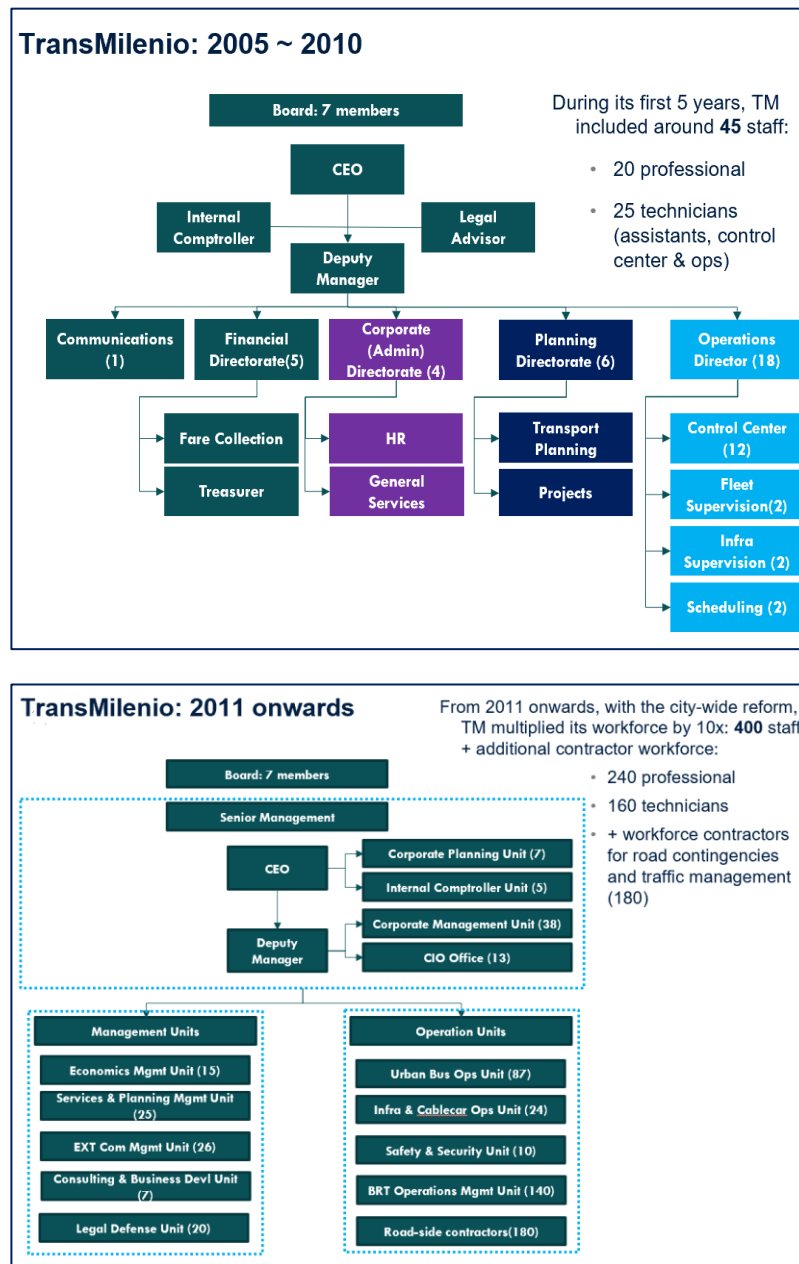 TransMilenio: 2005 ~ 2010
During its first 5 years, TM
included around 45 staff:
• 20 professional
• 25 technicians
(assistants, control
center & ops)
Board: 7 members
CEO
Internal
Comptroller
Legal
Advisor
Deputy
Manager
Communications
(1)
Financial
Directorate(5)
Corporate
(Admin)
Directorate (4)
Planning
Directorate (6)
Operations
Director (18)
Fare Collection
Treasurer
HR
General
Services
Transport
Planning
Projects
Control Center
(12)
Fleet
Supervision(2)
Infra
Supervision (2)
Scheduling (2)
TransMilenio: 2011 onwards
From 2011 onwards, with the city-wide reform,
TM multiplied its workforce by 10x: 400 staff
+ additional contractor workforce:
• 240 professional
• 160 technicians
• + workforce contractors
for road contingencies
and traffic management
(180)
Board: 7 members
Senior Management
CEO
Corporate Planning Unit (7)
Internal Comptroller Unit (5)
Deputy
Manager
Corporate Management Unit (38)
CIO Office (13)
Management Units
Economics Mgmt Unit (15)
Services & Planning Mgmt Unit
(25)
EXT Com Mgmt Unit (26)
Consulting & Business Devl Unit
(7)
Legal Defense Unit (20)
Operation Units
Urban Bus Ops Unit (87)
Infra & Cablecar Ops Unit (24)
Safety & Security Unit (10)
BRT Operations Mgmt Unit (140)
Road-side contractors(180)